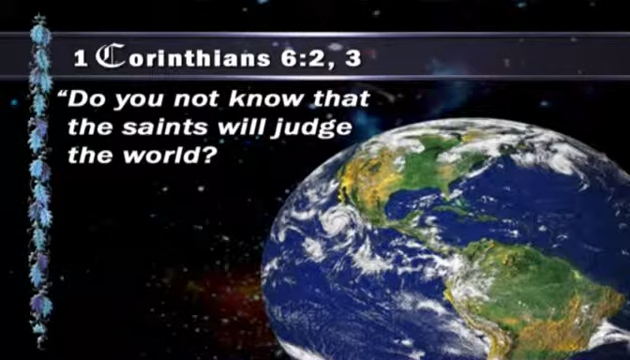 1 Corinthians 6:2, 3
“Do you not know that
the saints will judge
the world?